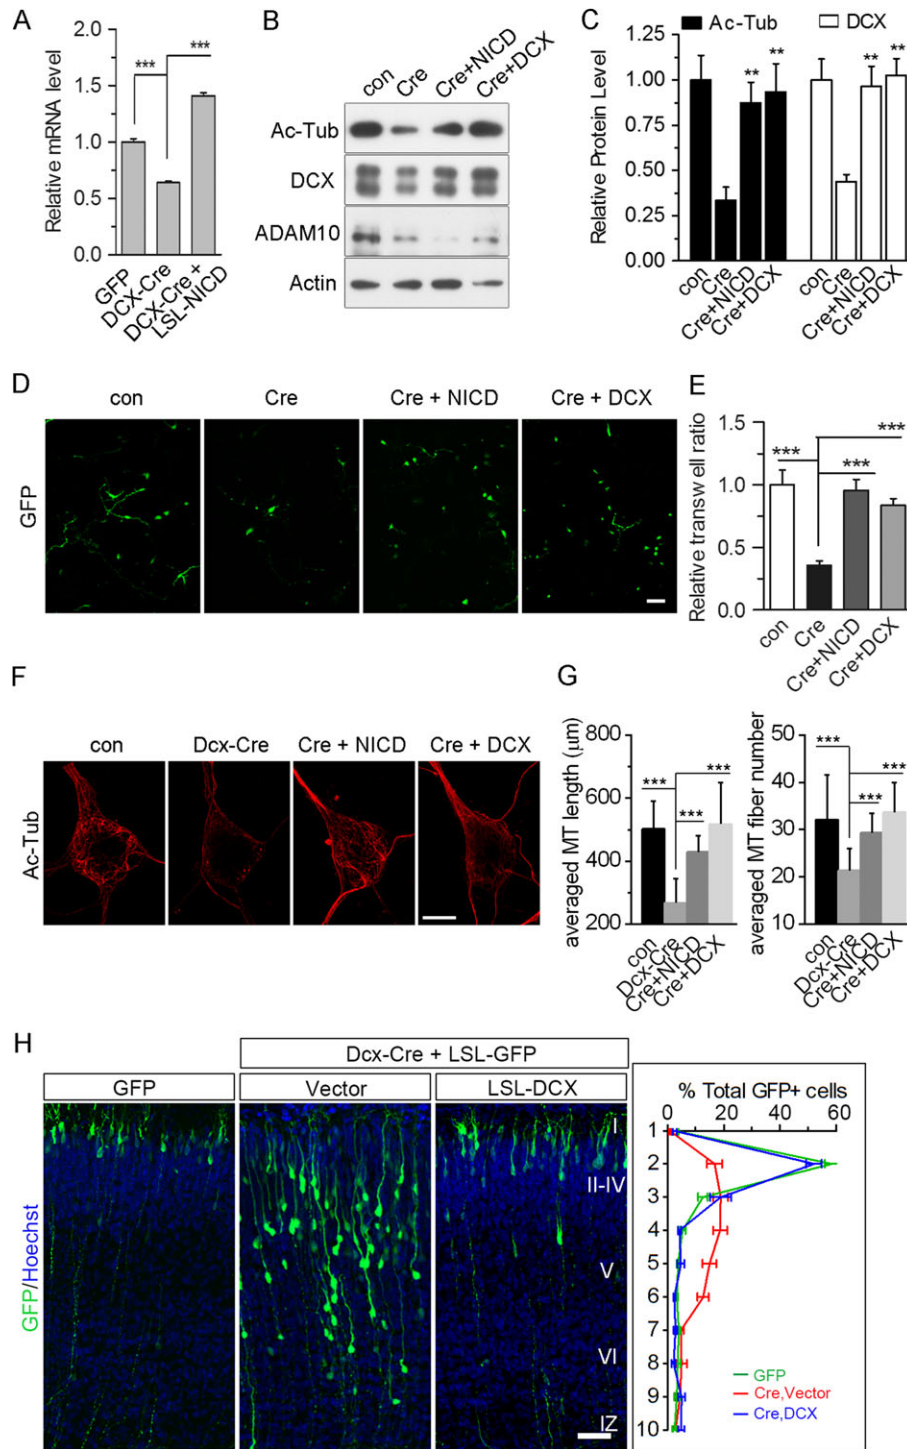 A
Relative mRNA level
2.0
1.5
1.0
0.5
0.0
***
***
GFP
DCX-Cre
DCX-Cre +
LSL-NICD
B
con
Cre
Cre+NICD
Cre+DCX
Ac-Tub
DCX
ADAM10
Actin
C
Ac-Tub
DCX
Relative Protein Level
1.00
0.75
0.50
0.25
**
**
**
**
con
Cre
Cre+NICD
Cre+DCX
con
Cre
Cre+NICD
Cre+DCX
D
con
Cre
Cre + NICD
Cre + DCX
GFP
E
Relative transwell ratio
1.5
1.0
0.5
0.0
***
***
***
con
Cre
Cre+NICD
Cre+DCX
F
con
Dcx-Cre
Cre + NICD
Cre + DCX
Ac-Tub
G
averaged MT length (μm)
800
600
400
200
***
***
***
con
Dcx-Cre
Cre+NICD
Cre+DCX
averaged MT fiber number
50
40
30
20
10
***
***
***
con
Dcx-Cre
Cre+NICD
Cre+DCX
H
Dcx-Cre + LSL-GFP
GFP
Vector
LSL-DCX
GFP/Hoechst
I
II-IV
V
VI
IZ
% Total GFP+ cells
0 20 40 60
1
2
3
4
5
6
7
8
9
10
GFP
Cre,Vector
Cre,DCX